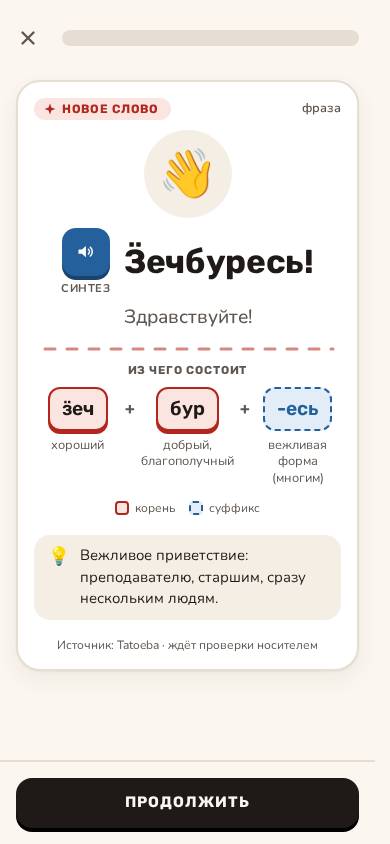 НОВОЕ СЛОВО
фраза
СИНТЕЗ
Ӟечбуресь!
Здравствуйте!
ИЗ ЧЕГО СОСТОИТ
ӟеч + бур + -есь
хороший
добрый, благополучный
вежливая форма (многим)
корень
суффикс
Вежливое приветствие:
преподавателю, старшим, сразу
нескольким людям.
Источник: Tatoeba · ждёт проверки носителем
ПРОДОЛЖИТЬ